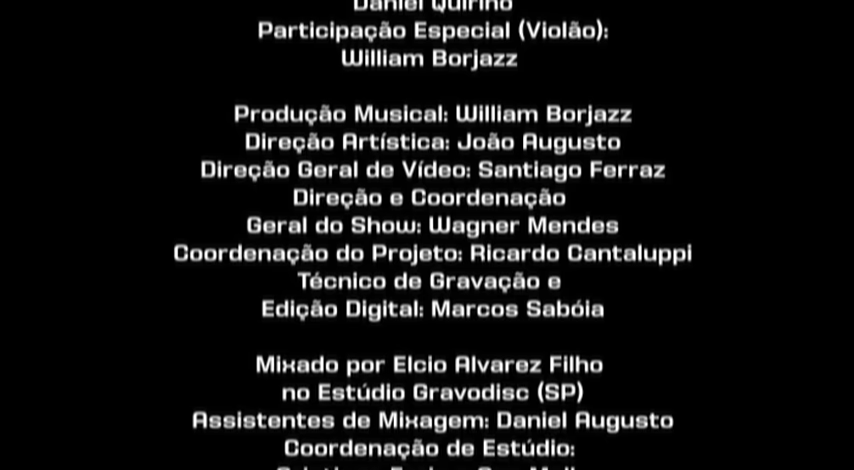 Daniel Quirino
Participação Especial (Violão):
William Borjazz
Produção Musical: William Borjazz
Direção Artística: João Augusto
Direção Geral de Vídeo: Santiago Ferraz
Direção e Coordenação
Geral do Show: Wagner Mendes
Coordenação do Projeto: Ricardo Cantaluppi
Técnico de Gravação e
Edição Digital: Marcos Sabóia
Mixado por Elcio Alvarez Filho
no Estúdio Gravodisc (SP)
Assistentes de Mixagem: Daniel Augusto
Coordenação de Estúdio: